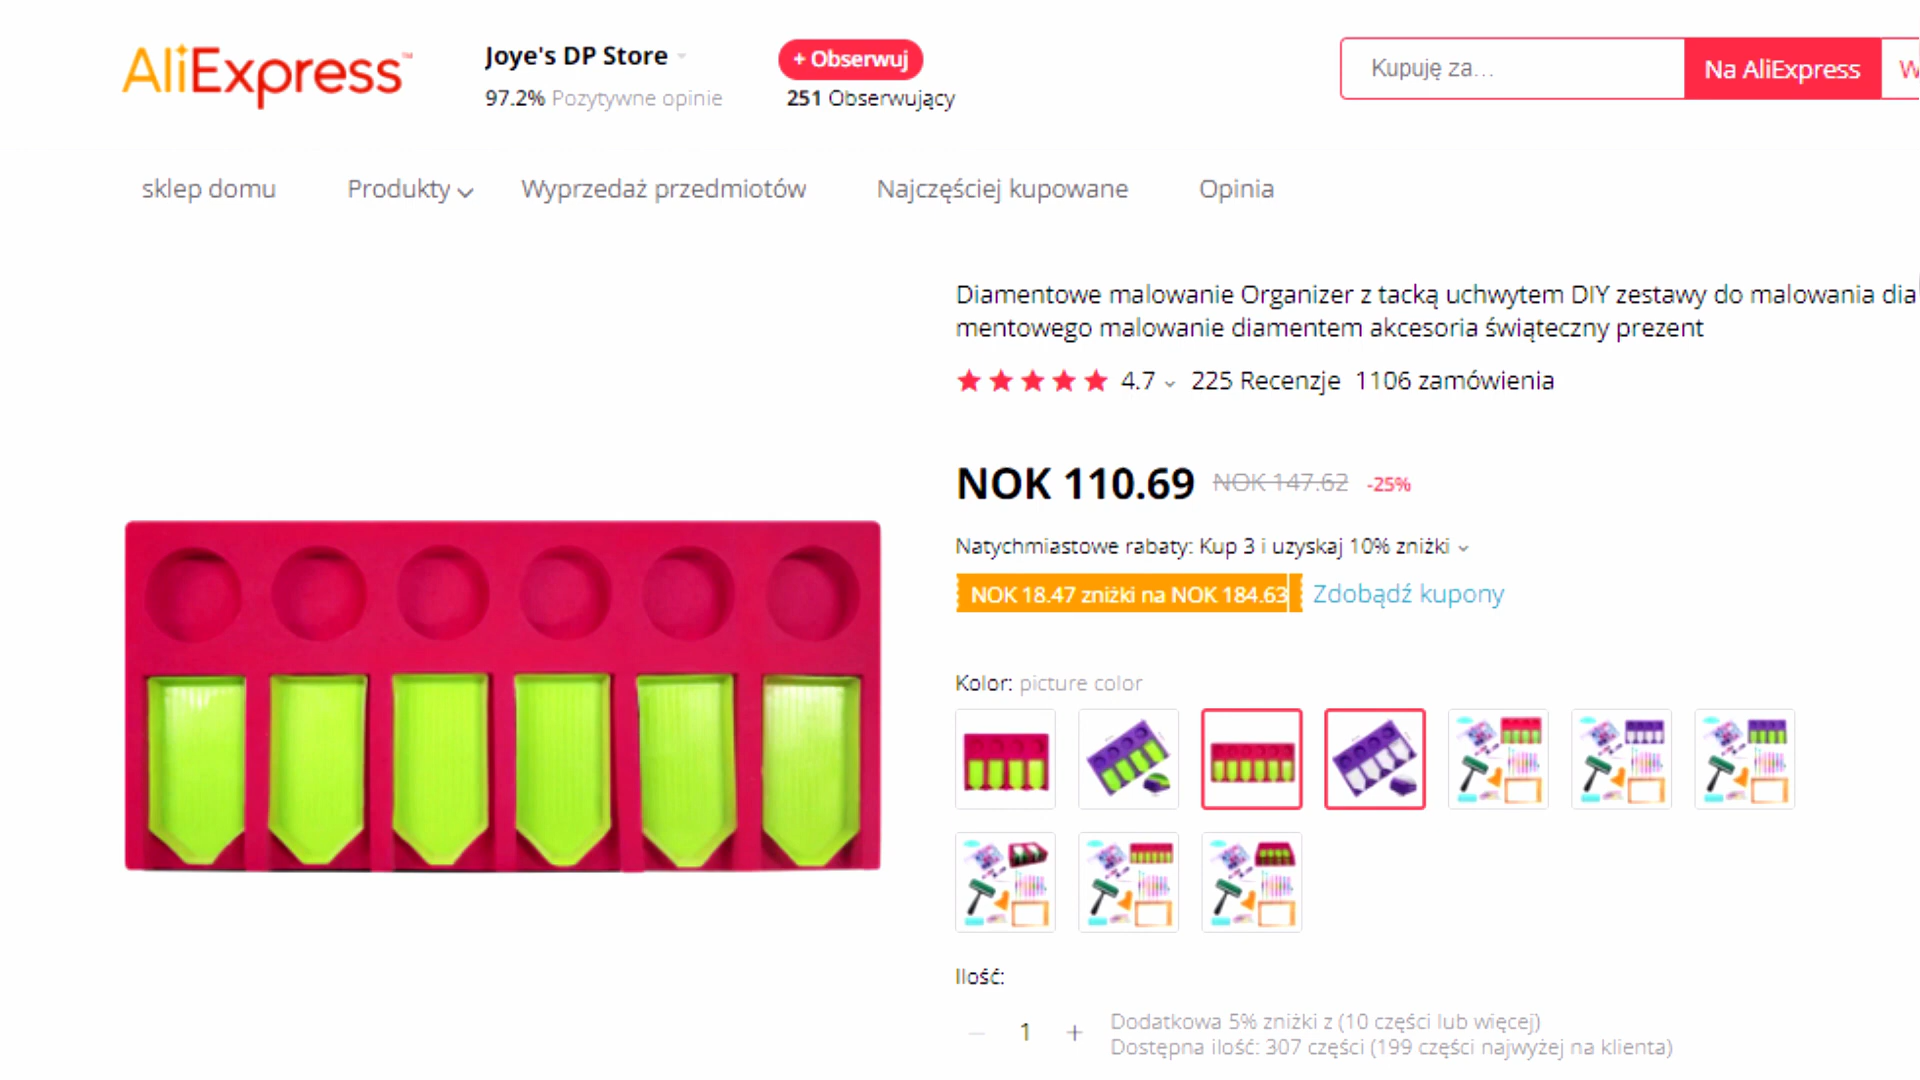 AliExpress™
Joye's DP Store
97.2% Pozytywne opinie
+ Obserwuj
251 Obserwujący
Kupuję za...
Na AliExpress
sklep domu
Produkty
Wyprzedaż przedmiotów
Najczęściej kupowane
Opinia
Diamentowe malowanie Organizer z tacką uchwytem DIY zestawy do malowania dia
mentowego malowanie diamentem akcesoria świąteczny prezent
4.7
225 Recenzje
1106 zamówienia
NOK 110.69
NOK 147.62
-25%
Natychmiastowe rabaty: Kup 3 i uzyskaj 10% zniżki
NOK 18.47 zniżki na NOK 184.63
Zdobądź kupony
Kolor: picture color
Ilość:
1
Dodatkowa 5% zniżki z (10 części lub więcej)
Dostępna ilość: 307 części (199 części najwyżej na klienta)